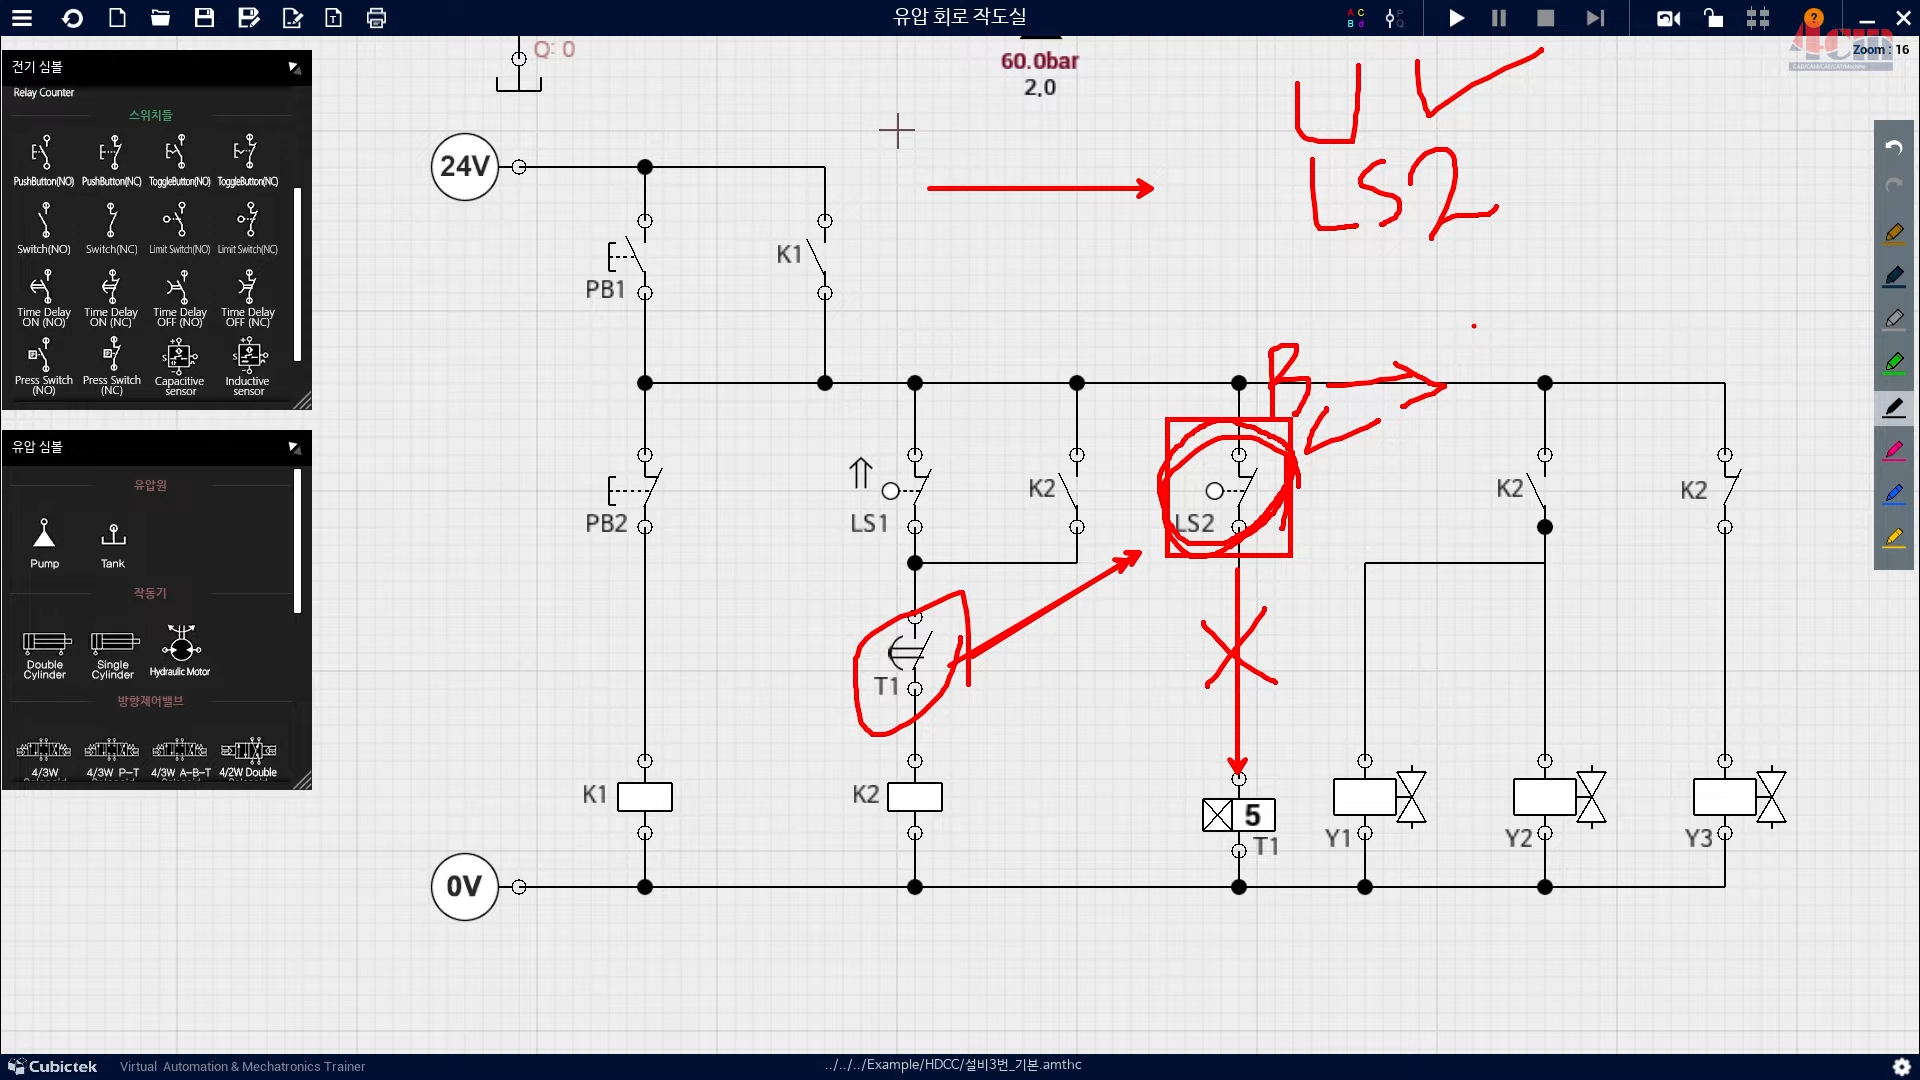 유압 회로 작도실
Zoom : 16
전기 심볼
Relay Counter
스위치들
PushButton(NO) PushButton(NC) ToggleButton(NO) ToggleButton(NC)
Switch(NO) Switch(NC) Limit Switch(NO) Limit Switch(NC)
Time Delay ON (NO) Time Delay ON (NC) Time Delay OFF (NO) Time Delay OFF (NC)
Press Switch (NO) Press Switch (NC) Capacitive sensor Inductive sensor
유압 심볼
유압원
Pump Tank
작동기
Double Cylinder Single Cylinder Hydraulic Motor
방향제어밸브
4/3W 4/3W P-T 4/3W A-B-T 4/2W Double
Q: 0
60.0bar
2,0
LS2
24V
PB1
K1
B
PB2
LS1
K2
LS2
K2
K2
T1
K1
K2
5
T1
Y1
Y2
Y3
0V
Cubictek Virtual Automation & Mechatronics Trainer
../../../Example/HDCC/설비3번_기본.amthc